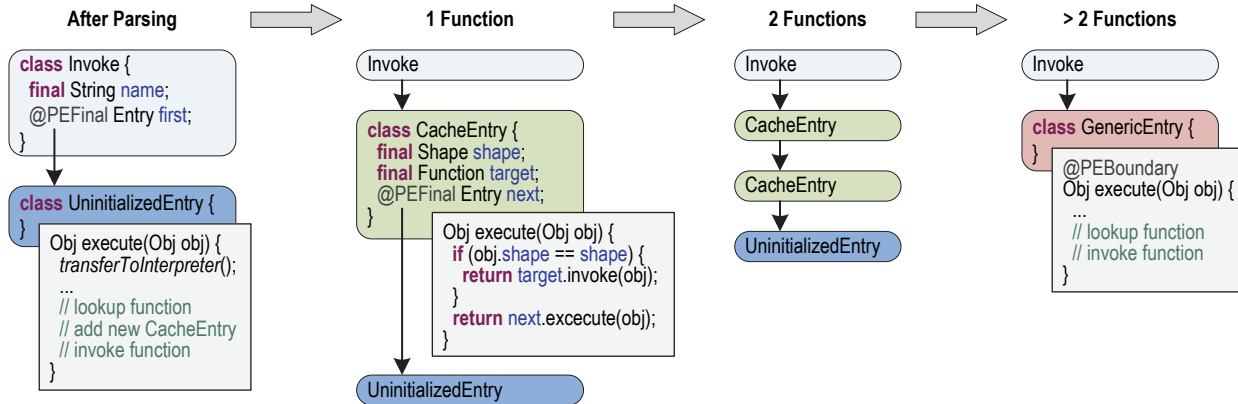 After Parsing
1 Function
2 Functions
> 2 Functions
class Invoke {
final String name;
@PEFinal Entry first;
}
class UninitializedEntry {
}
Obj execute(Obj obj) {
transferToInterpreter();
...
// lookup function
// add new CacheEntry
// invoke function
}
Invoke
class CacheEntry {
final Shape shape;
final Function target;
@PEFinal Entry next;
}
Obj execute(Obj obj) {
if (obj.shape == shape) {
return target.invoke(obj);
}
return next.excecute(obj);
}
UninitializedEntry
Invoke
CacheEntry
CacheEntry
UninitializedEntry
Invoke
class GenericEntry {
}
@PEBoundary
Obj execute(Obj obj) {
...
// lookup function
// invoke function
}